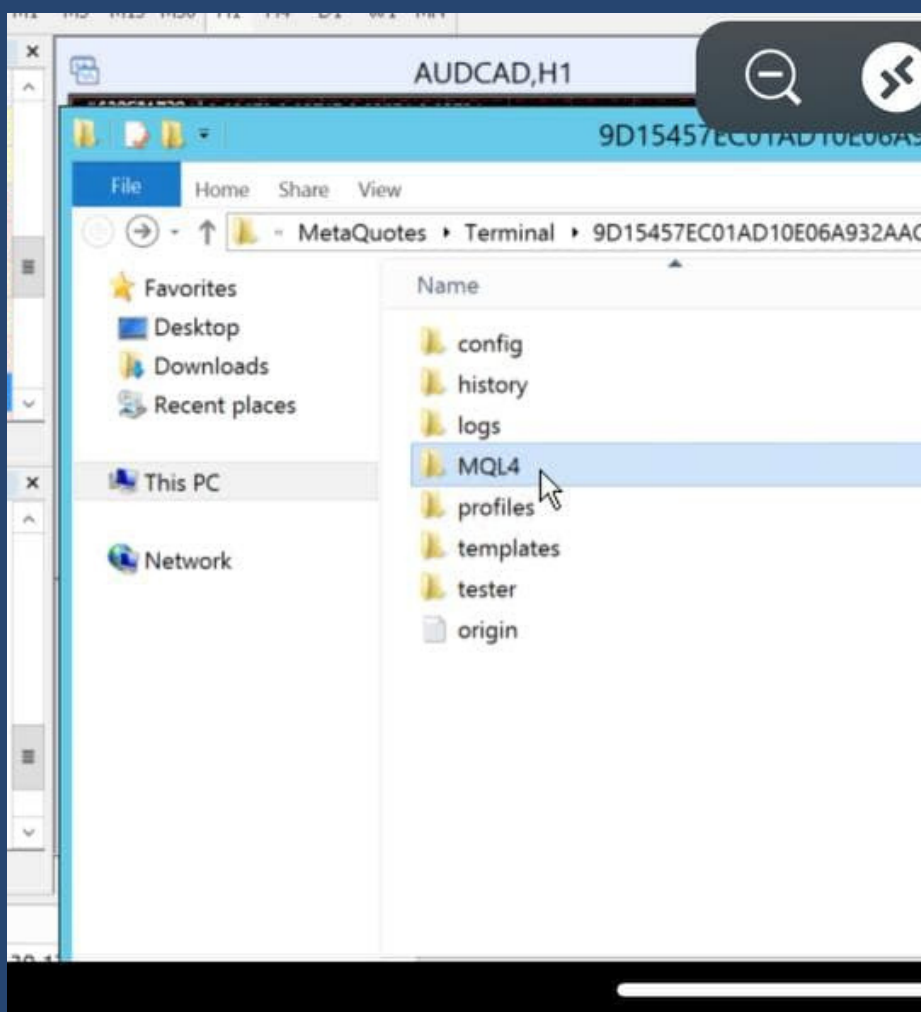 AUDCAD,H1
File
Home Share View
MetaQuotes Terminal 9D15457EC01AD10E06A932AAC
Favorites
Desktop
Downloads
Recent places
This PC
Network
Name
config
history
logs
MQL4
profiles
templates
tester
origin